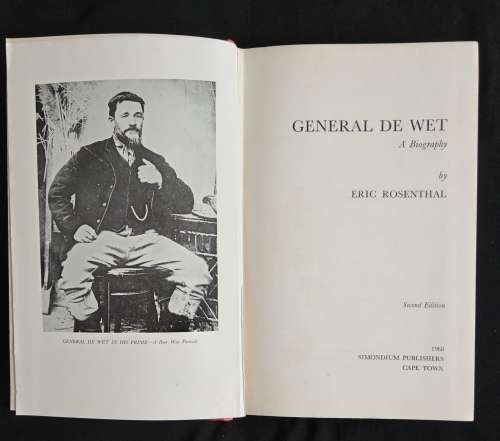 GENERAL DE WET IN HIS PRIME—A Boer War Portrait
GENERAL DE WET
A Biography
by
ERIC ROSENTHAL
Second Edition
1968
SIMONDIUM PUBLISHERS
CAPE TOWN